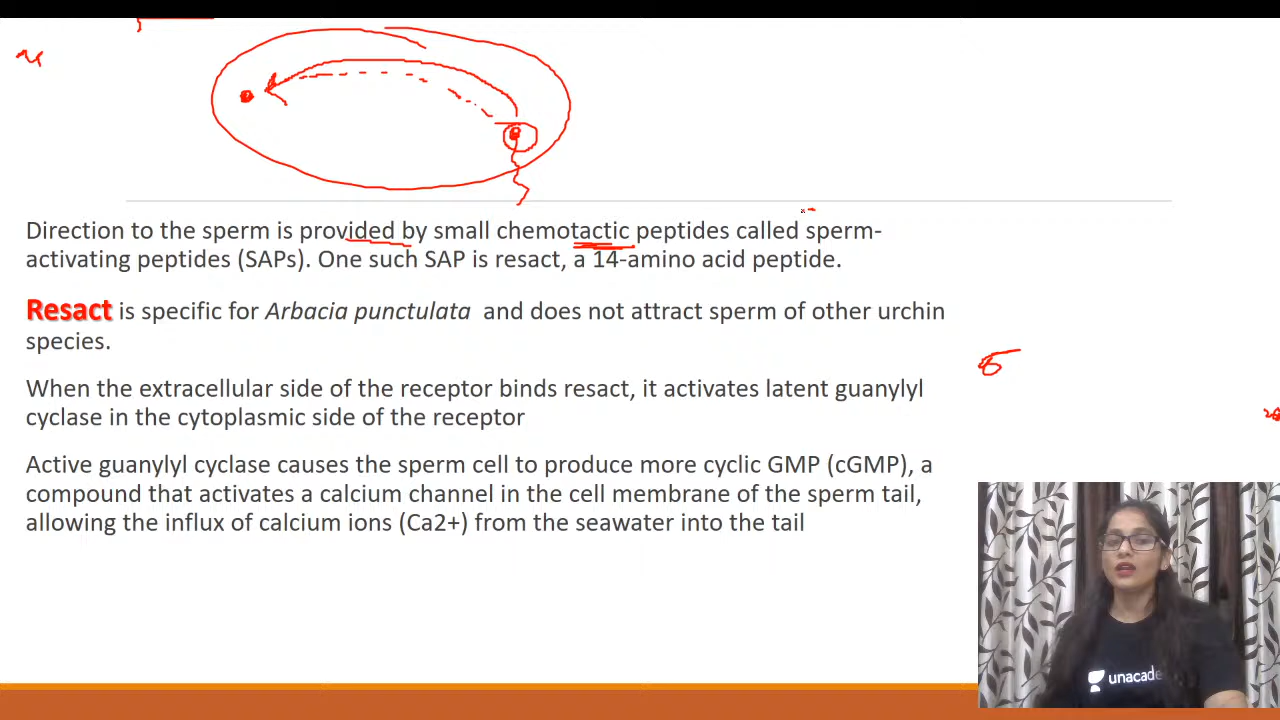 Direction to the sperm is provided by small chemotactic peptides called sperm-
activating peptides (SAPs). One such SAP is resact, a 14-amino acid peptide.
Resact is specific for Arbacia punctulata and does not attract sperm of other urchin
species.
When the extracellular side of the receptor binds resact, it activates latent guanylyl
cyclase in the cytoplasmic side of the receptor
Active guanylyl cyclase causes the sperm cell to produce more cyclic GMP (cGMP), a
compound that activates a calcium channel in the cell membrane of the sperm tail,
allowing the influx of calcium ions (Ca2+) from the seawater into the tail
unacade